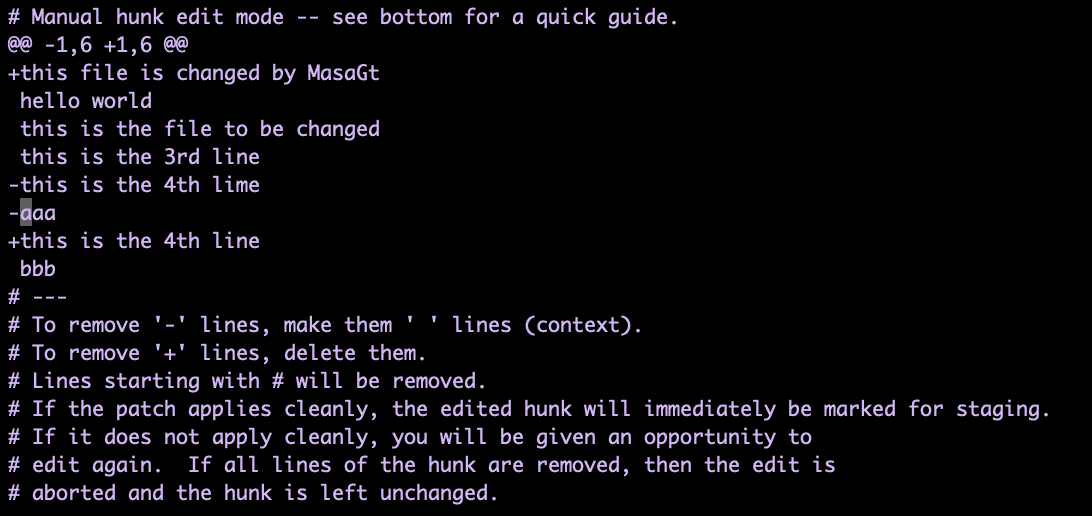 # Manual hunk edit mode -- see bottom for a quick guide.
@@ -1,6 +1,6 @@
+this file is changed by MasaGt
 hello world
 this is the file to be changed
 this is the 3rd line
-this is the 4th lime
-aaa
+this is the 4th line
 bbb
# ---
# To remove '-' lines, make them ' ' lines (context).
# To remove '+' lines, delete them.
# Lines starting with # will be removed.
# If the patch applies cleanly, the edited hunk will immediately be marked for staging.
# If it does not apply cleanly, you will be given an opportunity to
# edit again.  If all lines of the hunk are removed, then the edit is
# aborted and the hunk is left unchanged.